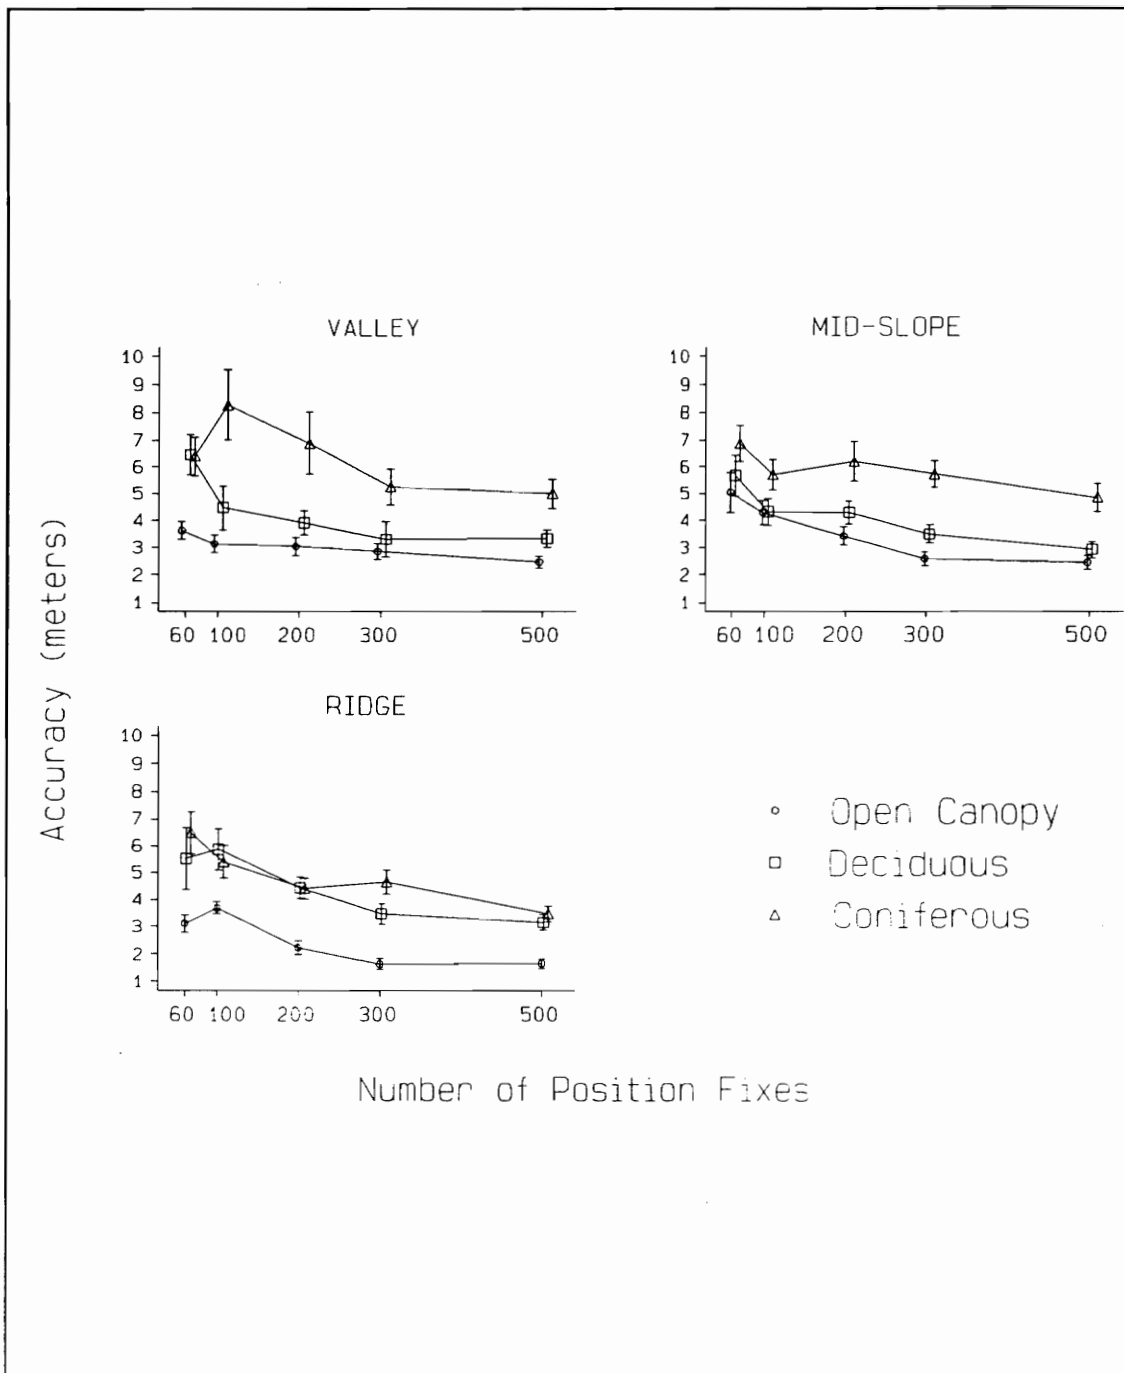 VALLEY
10
9
8
7
6
5
4
3
2
1
60 100 200 300 500
MID-SLOPE
10
9
8
7
6
5
4
3
2
1
60 100 200 300 500
RIDGE
10
9
8
7
6
5
4
3
2
1
60 100 200 300 500
Accuracy (meters)
Open Canopy
Deciduous
Coniferous
Number of Position Fixes